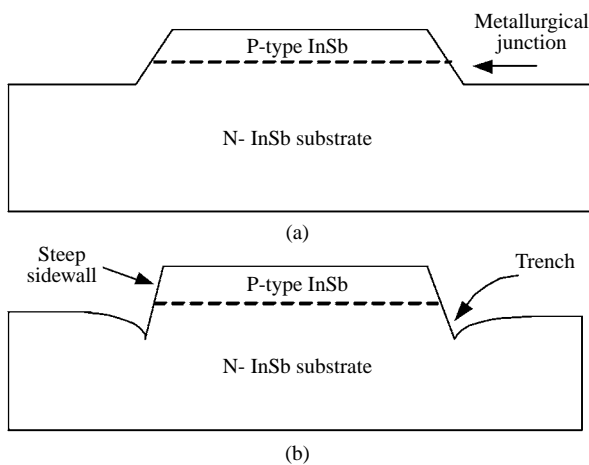 P-type InSb
Metallurgical
junction
N- InSb substrate
(a)
Steep
sidewall
P-type InSb
Trench
N- InSb substrate
(b)